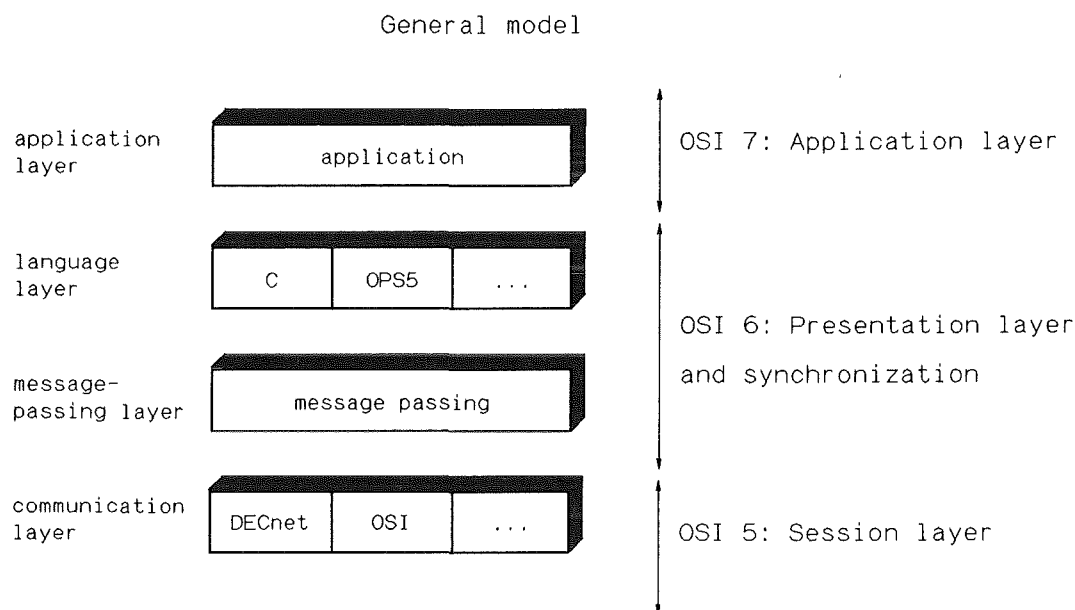 General model
application
layer
application
OSI 7: Application layer
language
layer
C
OPS5
...
OSI 6: Presentation layer
and synchronization
message-
passing layer
message passing
communication
layer
DECnet
OSI
...
OSI 5: Session layer